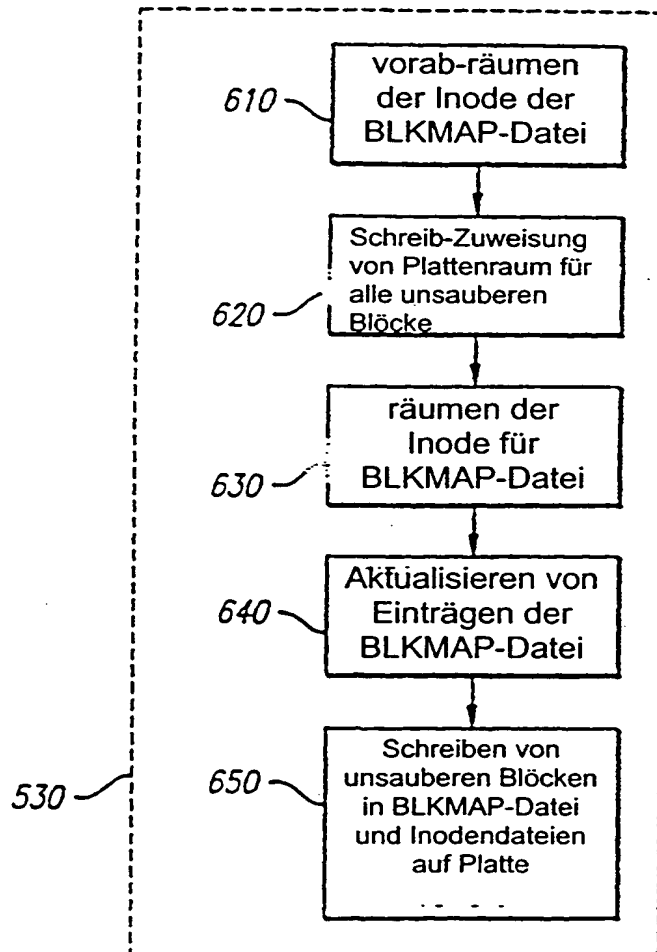 610
vorab-räumen
der Inode der
BLKMAP-Datei
620
Schreib-Zuweisung
von Plattenraum für
alle unsauberen
Blöcke
630
räumen der
Inode für
BLKMAP-Datei
640
Aktualisieren von
Einträgen der
BLKMAP-Datei
530
650
Schreiben von
unsauberen Blöcken
in BLKMAP-Datei
und Inodendateien
auf Platte